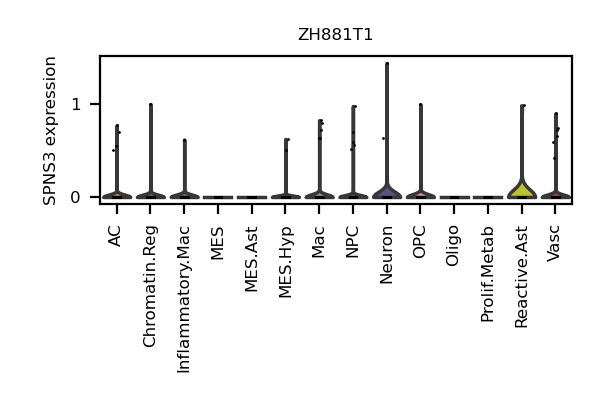 ZH881T1
SPNS3 expression
1
0
AC
Chromatin.Reg
Inflammatory.Mac
MES
MES.Ast
MES.Hyp
Mac
NPC
Neuron
OPC
Oligo
Prolif.Metab
Reactive.Ast
Vasc